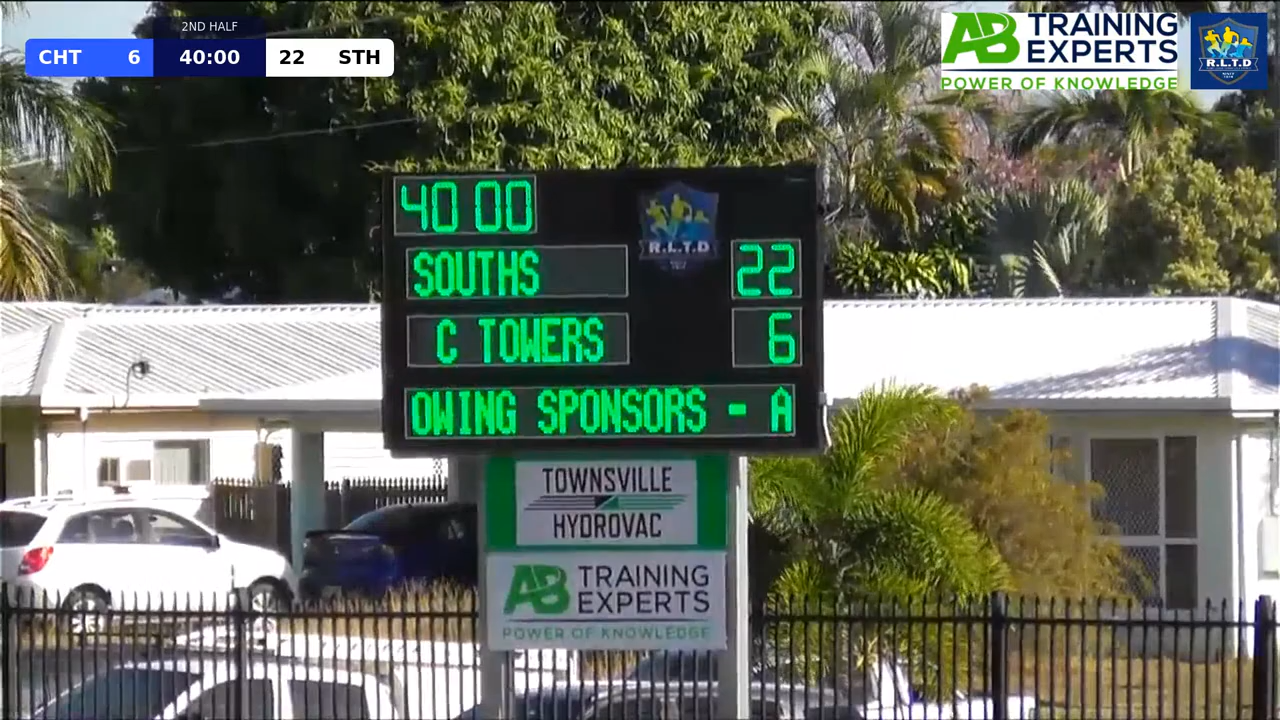 2ND HALF
CHT 6 40:00 22 STH
AB TRAINING EXPERTS
POWER OF KNOWLEDGE
R.L.T.D
40 00
R.L.T.D
SOUTHS 22
C TOWERS 6
OWING SPONSORS - A
TOWNSVILLE
HYDROVAC
AB TRAINING EXPERTS
POWER OF KNOWLEDGE